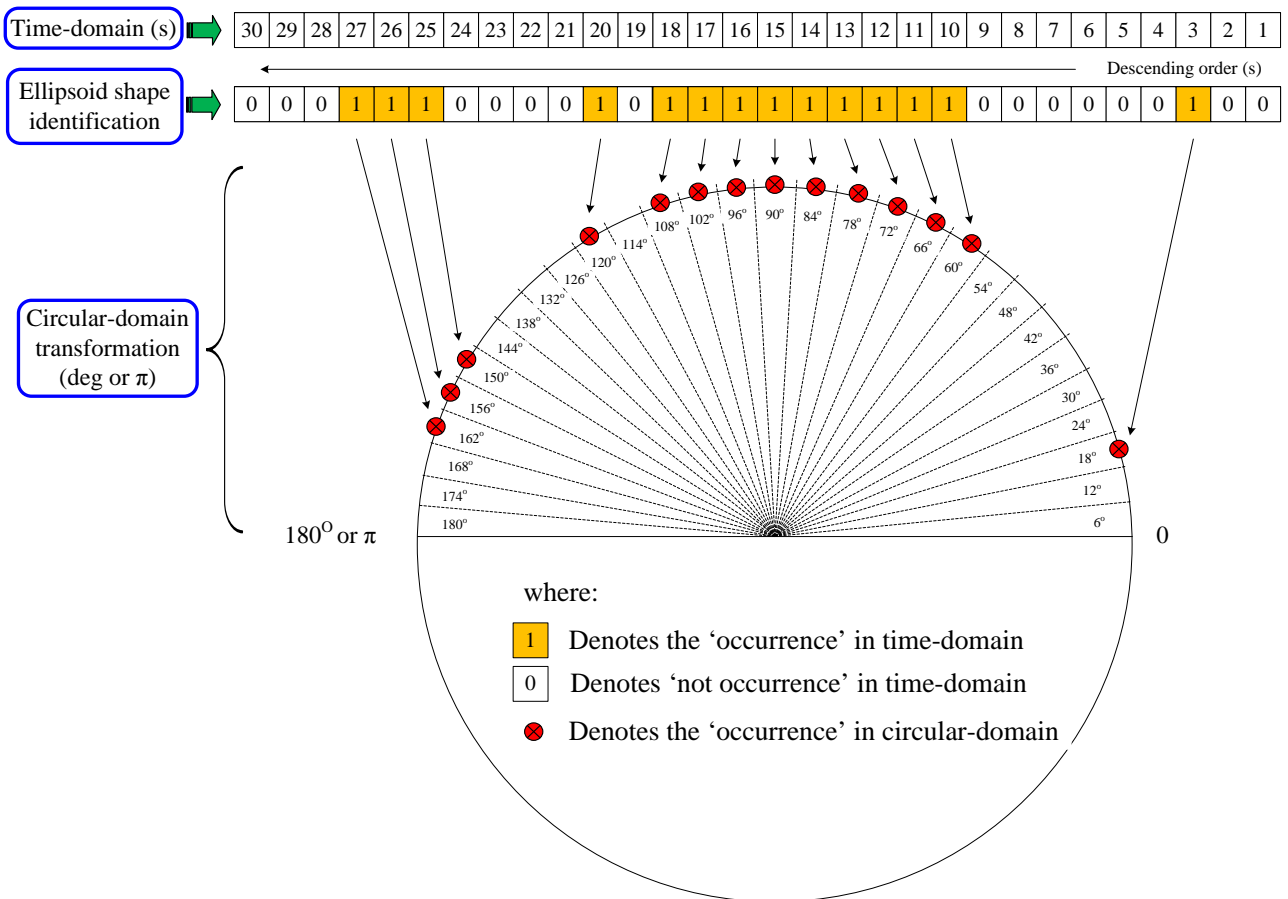 Time-domain (s)
30 29 28 27 26 25 24 23 22 21 20 19 18 17 16 15 14 13 12 11 10 9 8 7 6 5 4 3 2 1
Descending order (s)
Ellipsoid shape
identification
0 0 0 1 1 1 0 0 0 0 1 0 1 1 1 1 1 1 1 1 1 0 0 0 0 0 0 1 0 0
Circular-domain
transformation
(deg or π)
180° 174° 168° 162° 156° 150° 144° 138° 132° 126° 120° 114° 108° 102° 96° 90° 84° 78° 72° 66° 60° 54° 48° 42° 36° 30° 24° 18° 12° 6°
180ᴼ or π
0
where:
1 Denotes the ‘occurrence’ in time-domain
0 Denotes ‘not occurrence’ in time-domain
Denotes the ‘occurrence’ in circular-domain